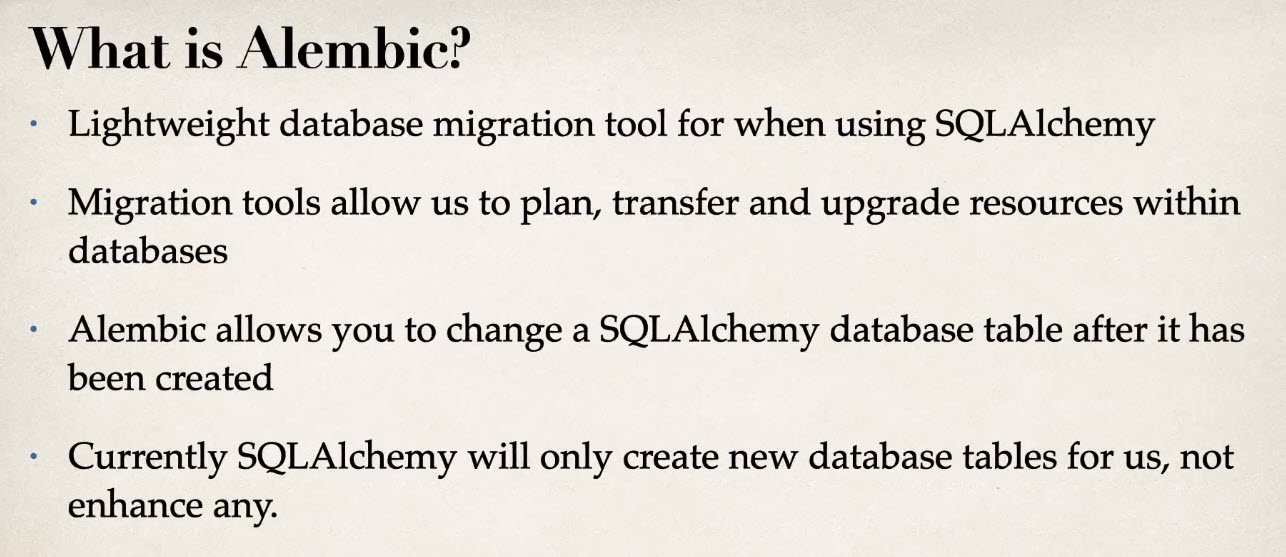 What is Alembic?
• Lightweight database migration tool for when using SQLAlchemy
• Migration tools allow us to plan, transfer and upgrade resources within
databases
• Alembic allows you to change a SQLAlchemy database table after it has
been created
• Currently SQLAlchemy will only create new database tables for us, not
enhance any.